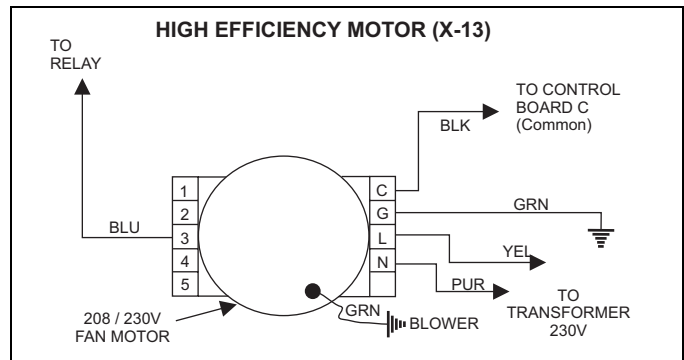 HIGH EFFICIENCY MOTOR (X-13)
TO
RELAY
TO CONTROL
BOARD C
(Common)
BLK
1
2
3
4
5
C
G
L
N
BLU
GRN
YEL
PUR
TO
TRANSFORMER
230V
GRN
BLOWER
208 / 230V
FAN MOTOR